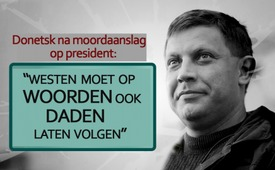 Donetsk na moordaanslag
op president:
"WESTEN MOET OP
WOORDEN OOK
DADEN
LATEN VOLGEN"